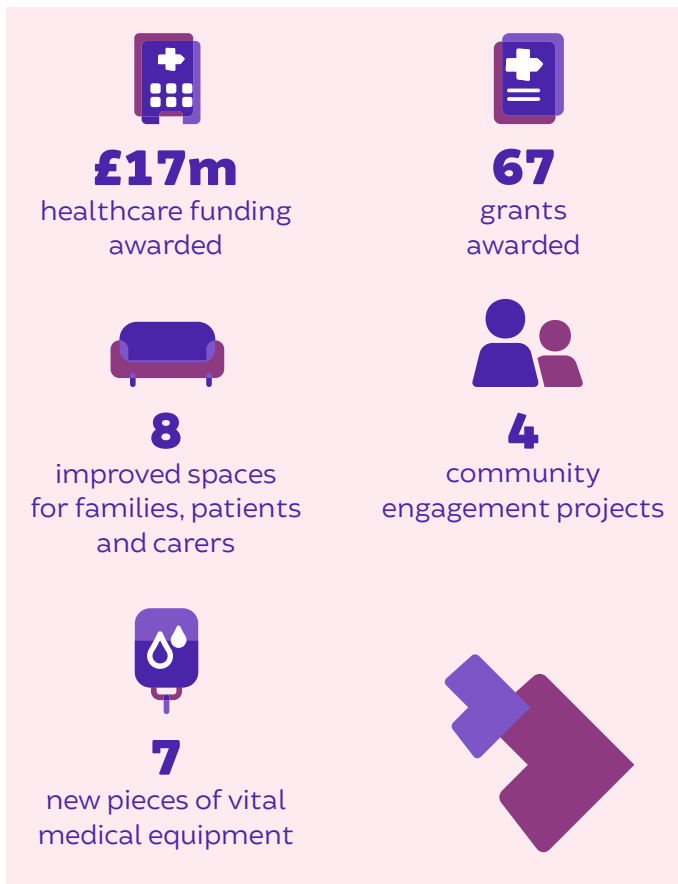 £17m
healthcare funding
awarded
67
grants
awarded
8
improved spaces
for families, patients
and carers
4
community
engagement projects
7
new pieces of vital
medical equipment